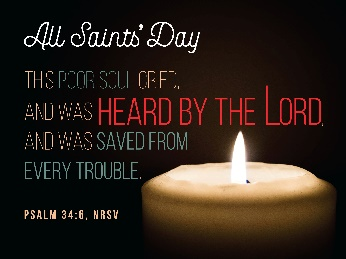 All Saints' Day
THIS POOR SOUL CRIED,
AND WAS HEARD BY THE LORD,
AND WAS SAVED FROM
EVERY TROUBLE.
PSALM 34:6, NRSV